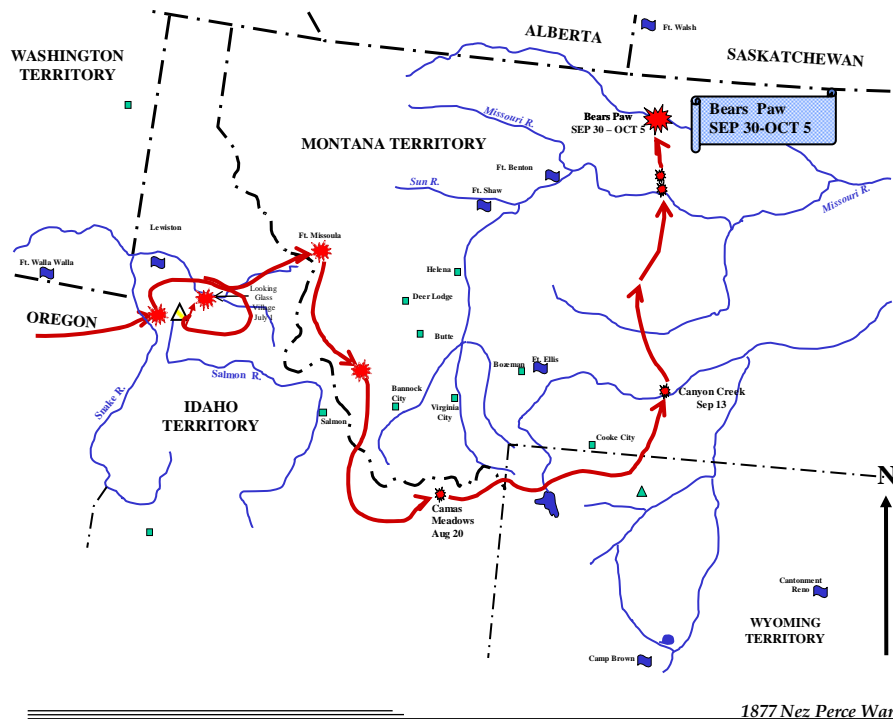 Ft. Walsh
ALBERTA
WASHINGTON
TERRITORY
SASKATCHEWAN
Bears Paw
SEP 30-OCT 5
Missouri R.
Bears Paw
SEP 30 – OCT 5
MONTANA TERRITORY
Ft. Benton
Sun R.
Ft. Shaw
Missouri R.
Lewiston
Ft. Missoula
Ft. Walla Walla
Helena
Looking
Glass
Village
July 1
Deer Lodge
OREGON
Butte
Bozeman
Ft. Ellis
Salmon R.
Snake R.
Bannock
City
Canyon Creek
Sep 13
IDAHO
TERRITORY
Virginia
City
Salmon
Cooke City
N
Camas
Meadows
Aug 20
Cantonment
Reno
WYOMING
TERRITORY
Camp Brown
1877 Nez Perce War